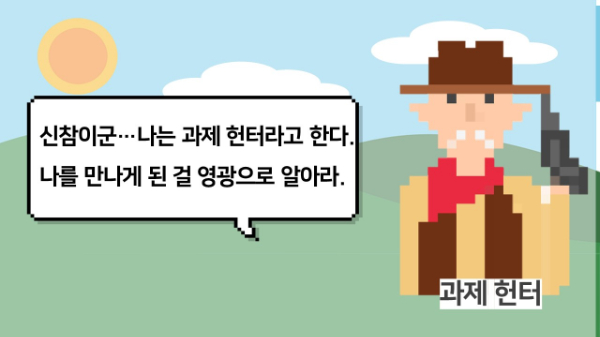 신참이군…나는 과제 헌터라고 한다.
나를 만나게 된 걸 영광으로 알아라.
과제 헌터